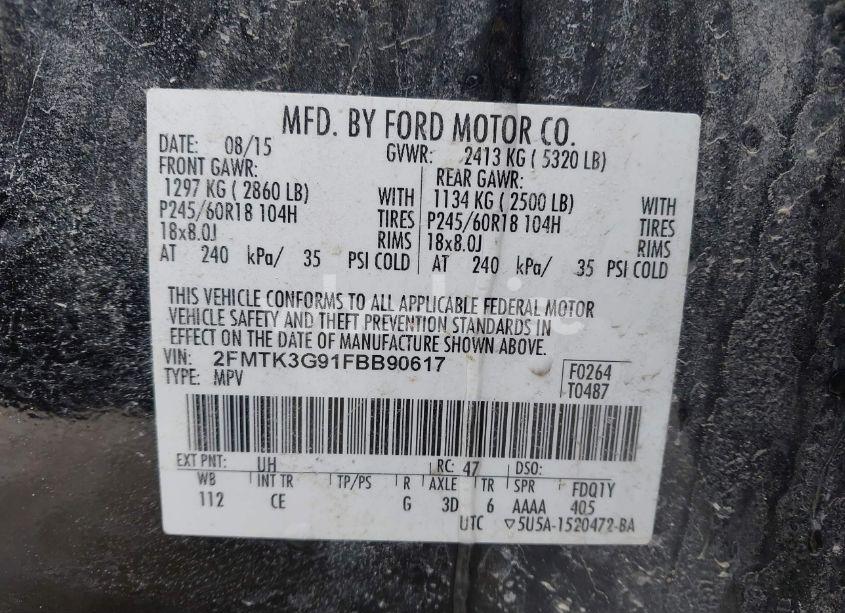 MFD. BY FORD MOTOR CO.
DATE: 08/15 GVWR: 2413 KG ( 5320 LB)
FRONT GAWR: REAR GAWR:
1297 KG ( 2860 LB) WITH 1134 KG ( 2500 LB) WITH
P245/60R18 104H TIRES P245/60R18 104H TIRES
18x8.0J RIMS 18x8.0J RIMS
AT 240 kPa/ 35 PSI COLD AT 240 kPa/ 35 PSI COLD
THIS VEHICLE CONFORMS TO ALL APPLICABLE FEDERAL MOTOR
VEHICLE SAFETY AND THEFT PREVENTION STANDARDS IN
EFFECT ON THE DATE OF MANUFACTURE SHOWN ABOVE.
VIN: 2FMTK3G91FBB90617 F0264
TYPE: MPV T0487
EXT PNT: UH RC: 47 DSO:
WB INT TR TP/PS R AXLE TR SPR FDQ1Y
112 CE G 3D 6 AAAA 405
UTC ▽5U5A-1520472-BA